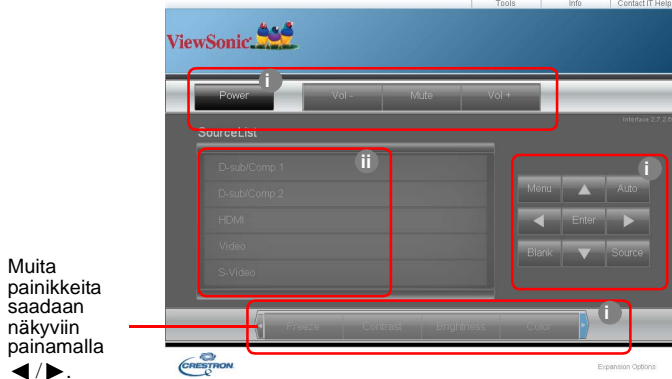 Tools Info Contact IT Help
ViewSonic
i
Power Vol - Mute Vol +
Interface 2.7.2.6
SourceList
ii
i
D-sub/Comp.1
D-sub/Comp.2
HDMI
Video
S-Video
Menu Auto
Enter
Blank Source
Muita
painikkeita
saadaan
näkyviin
painamalla
◀ / ▶.
i
Freeze Contrast Brightness Color
CRESTRON
Expansion Options